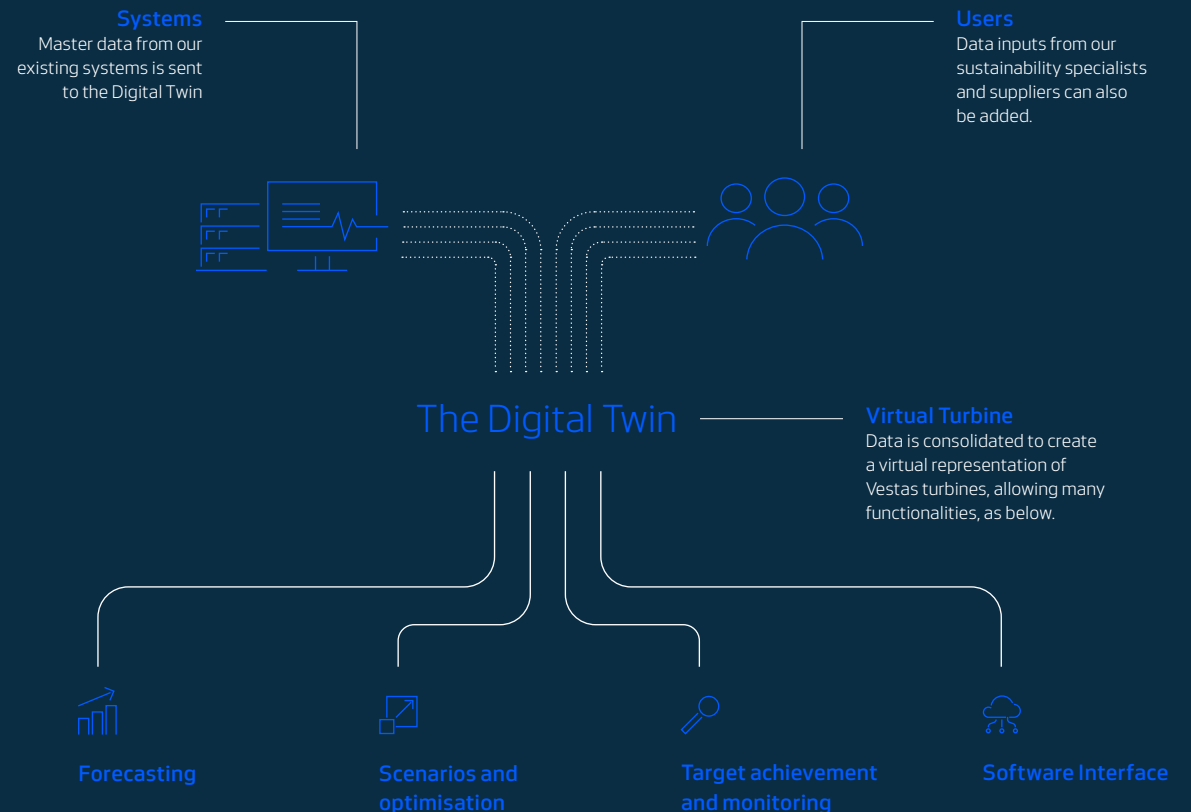 Systems
Master data from our
existing systems is sent
to the Digital Twin
Users
Data inputs from our
sustainability specialists
and suppliers can also
be added.
The Digital Twin
Virtual Turbine
Data is consolidated to create
a virtual representation of
Vestas turbines, allowing many
functionalities, as below.
Forecasting
Scenarios and
optimisation
Target achievement
and monitoring
Software Interface